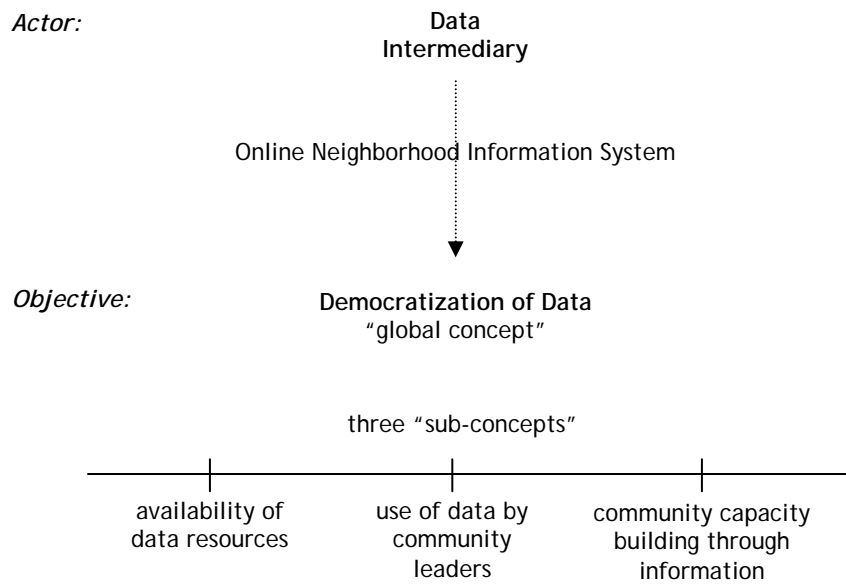 Actor:
Data
Intermediary
Online Neighborhood Information System
Objective:
Democratization of Data
“global concept”
three “sub-concepts”
availability of
data resources
use of data by
community
leaders
community capacity
building through
information